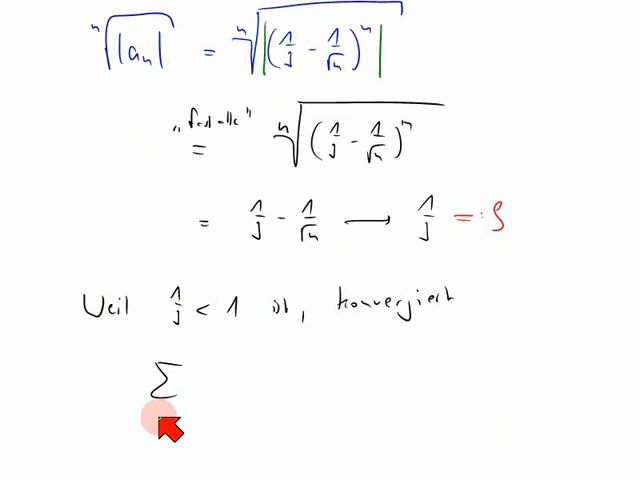 ⁿ√|aₙ| = ⁿ√|(1/3 - 1/√n)ⁿ|
„fast alle"
= ⁿ√(1/3 - 1/√n)ⁿ
= 1/3 - 1/√n ⟶ 1/3 =: ρ
Weil 1/3 < 1 ist, konvergiert
∑